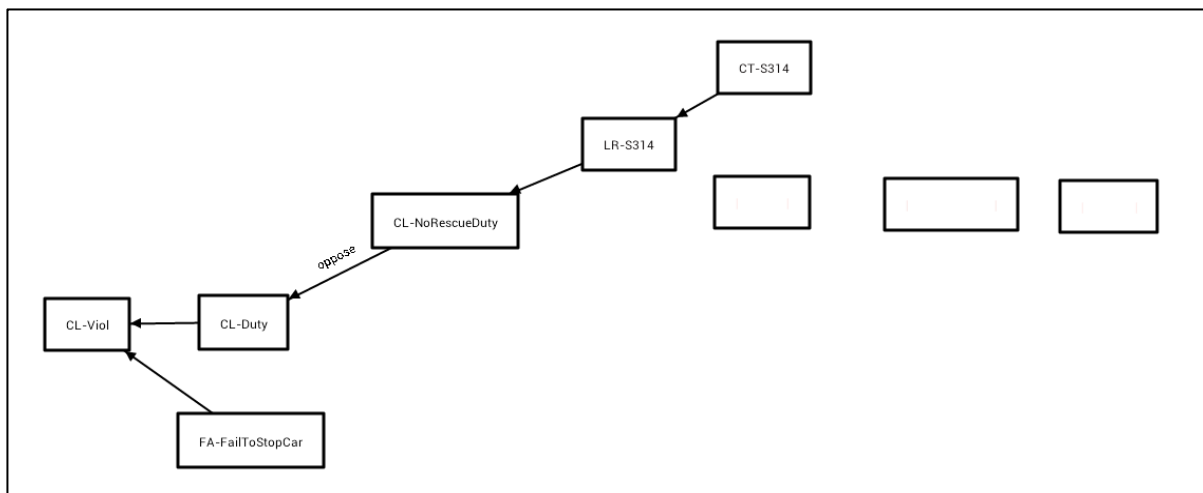 CT-S314
LR-S314
CL-NoRescueDuty
oppose
CL-Viol
CL-Duty
FA-FailToStopCar